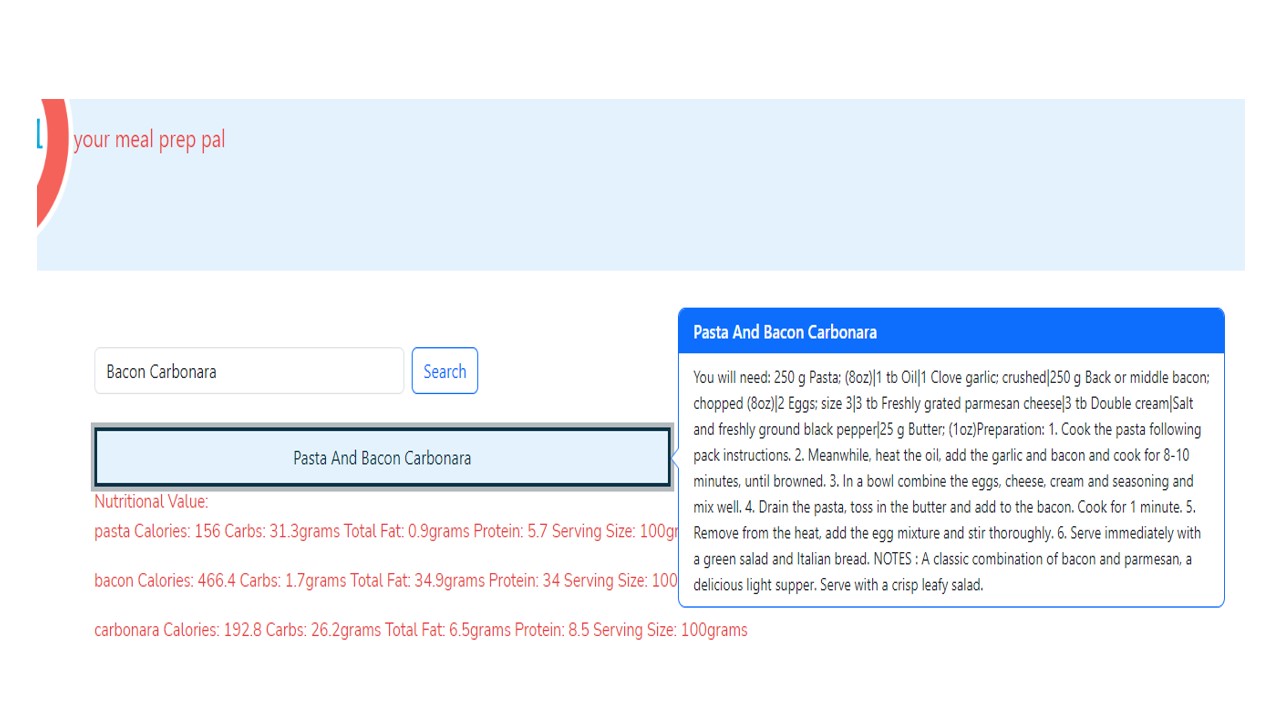 your meal prep pal
Bacon Carbonara
Search
Pasta And Bacon Carbonara
Nutritional Value:
pasta Calories: 156 Carbs: 31.3grams Total Fat: 0.9grams Protein: 5.7 Serving Size: 100gr
bacon Calories: 466.4 Carbs: 1.7grams Total Fat: 34.9grams Protein: 34 Serving Size: 100
carbonara Calories: 192.8 Carbs: 26.2grams Total Fat: 6.5grams Protein: 8.5 Serving Size: 100grams
Pasta And Bacon Carbonara
You will need: 250 g Pasta; (8oz)|1 tb Oil|1 Clove garlic; crushed|250 g Back or middle bacon;
chopped (8oz)|2 Eggs; size 3|3 tb Freshly grated parmesan cheese|3 tb Double cream|Salt
and freshly ground black pepper|25 g Butter; (1oz)Preparation: 1. Cook the pasta following
pack instructions. 2. Meanwhile, heat the oil, add the garlic and bacon and cook for 8-10
minutes, until browned. 3. In a bowl combine the eggs, cheese, cream and seasoning and
mix well. 4. Drain the pasta, toss in the butter and add to the bacon. Cook for 1 minute. 5.
Remove from the heat, add the egg mixture and stir thoroughly. 6. Serve immediately with
a green salad and Italian bread. NOTES : A classic combination of bacon and parmesan, a
delicious light supper. Serve with a crisp leafy salad.